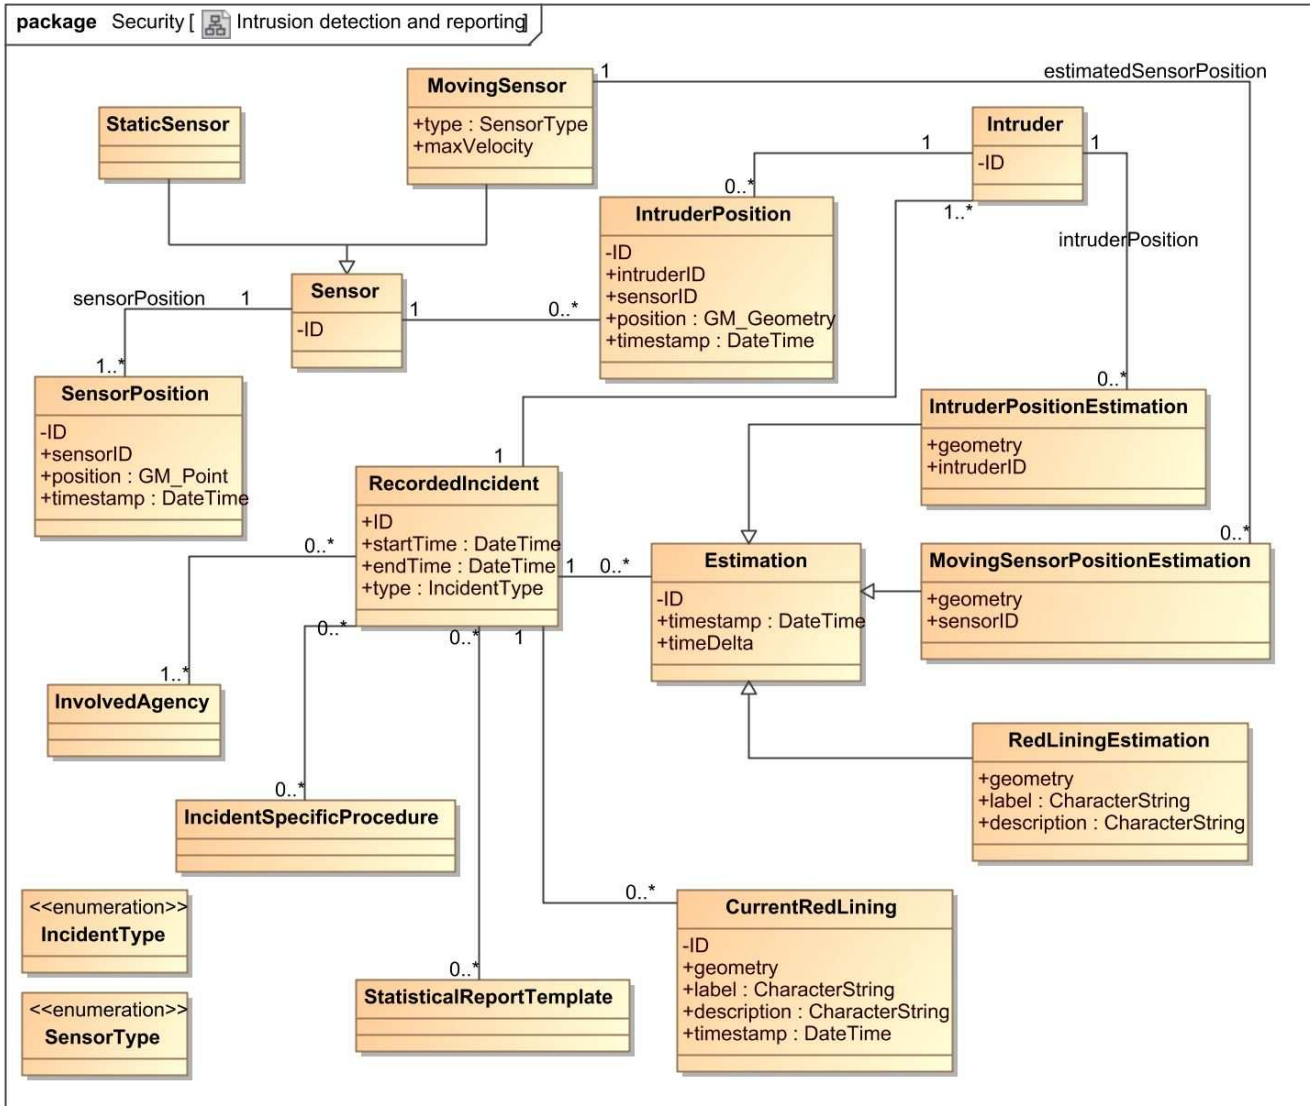 package Security [ Intrusion detection and reporting]
MovingSensor
+type : SensorType
+maxVelocity
1
estimatedSensorPosition
StaticSensor
Intruder
-ID
1
1
1..*
0..*
IntruderPosition
-ID
+intruderID
+sensorID
+position : GM_Geometry
+timestamp : DateTime
intruderPosition
Sensor
-ID
sensorPosition
1
1
0..*
1..*
SensorPosition
-ID
+sensorID
+position : GM_Point
+timestamp : DateTime
0..*
IntruderPositionEstimation
+geometry
+intruderID
1
RecordedIncident
+ID
+startTime : DateTime
+endTime : DateTime
+type : IncidentType
0..*
1
0..*
Estimation
-ID
+timestamp : DateTime
+timeDelta
0..*
MovingSensorPositionEstimation
+geometry
+sensorID
0..*
0..*
1
1..*
InvolvedAgency
RedLiningEstimation
+geometry
+label : CharacterString
+description : CharacterString
0..*
IncidentSpecificProcedure
<<enumeration>>
IncidentType
0..*
CurrentRedLining
-ID
+geometry
+label : CharacterString
+description : CharacterString
+timestamp : DateTime
0..*
StatisticalReportTemplate
<<enumeration>>
SensorType